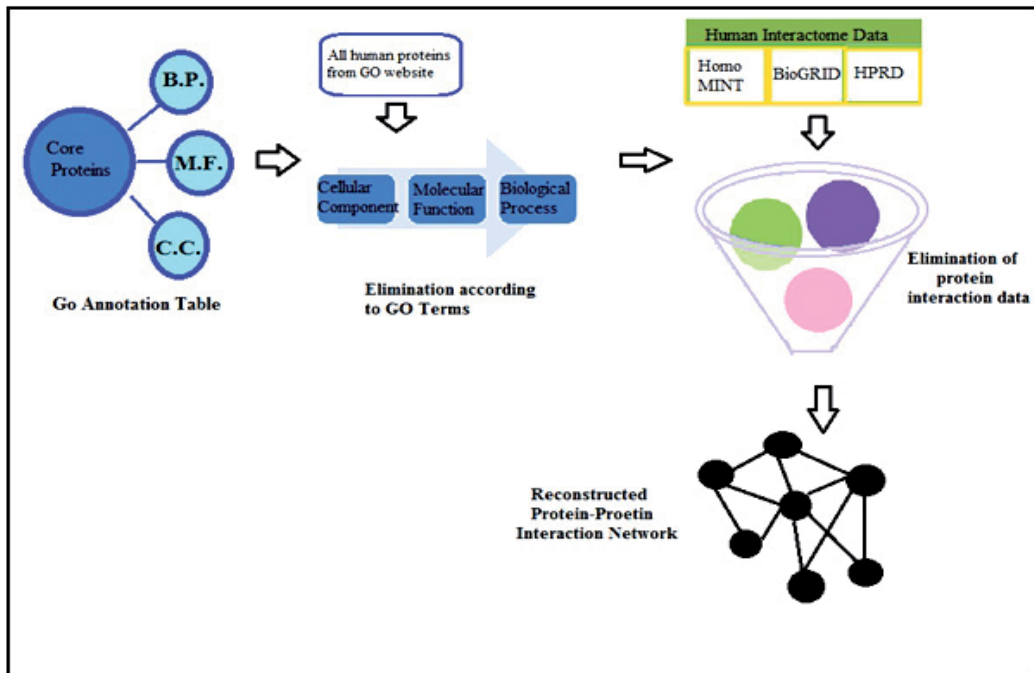 Core
Proteins
B.P.
M.F.
C.C.
Go Annotation Table
All human proteins
from GO website
Cellular
Component
Molecular
Function
Biological
Process
Elimination according
to GO Terms
Human Interactome Data
Homo
MINT
BioGRID
HPRD
Elimination of
protein
interaction data
Reconstructed
Protein-Proetin
Interaction Network